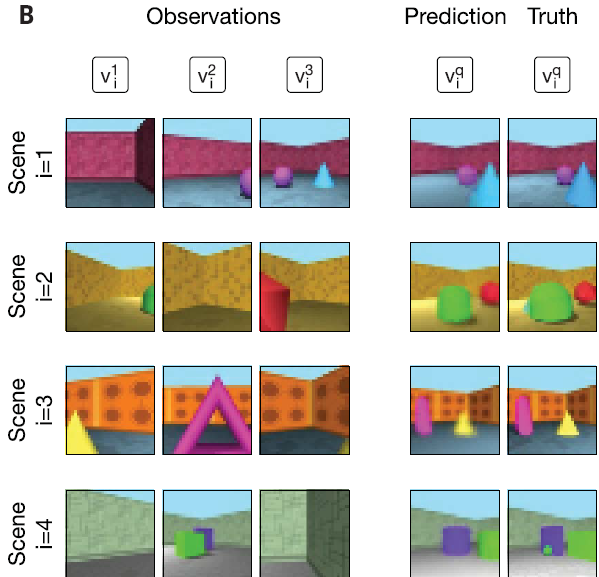 B Observations Prediction Truth
v_i^1 v_i^2 v_i^3 v_i^q v_i^q
Scene
i=1
Scene
i=2
Scene
i=3
Scene
i=4